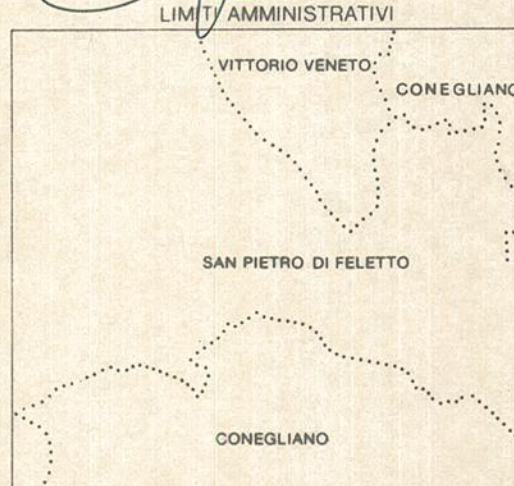 LIMITI AMMINISTRATIVI
VITTORIO VENETO
CONEGLIANO
SAN PIETRO DI FELETTO
CONEGLIANO